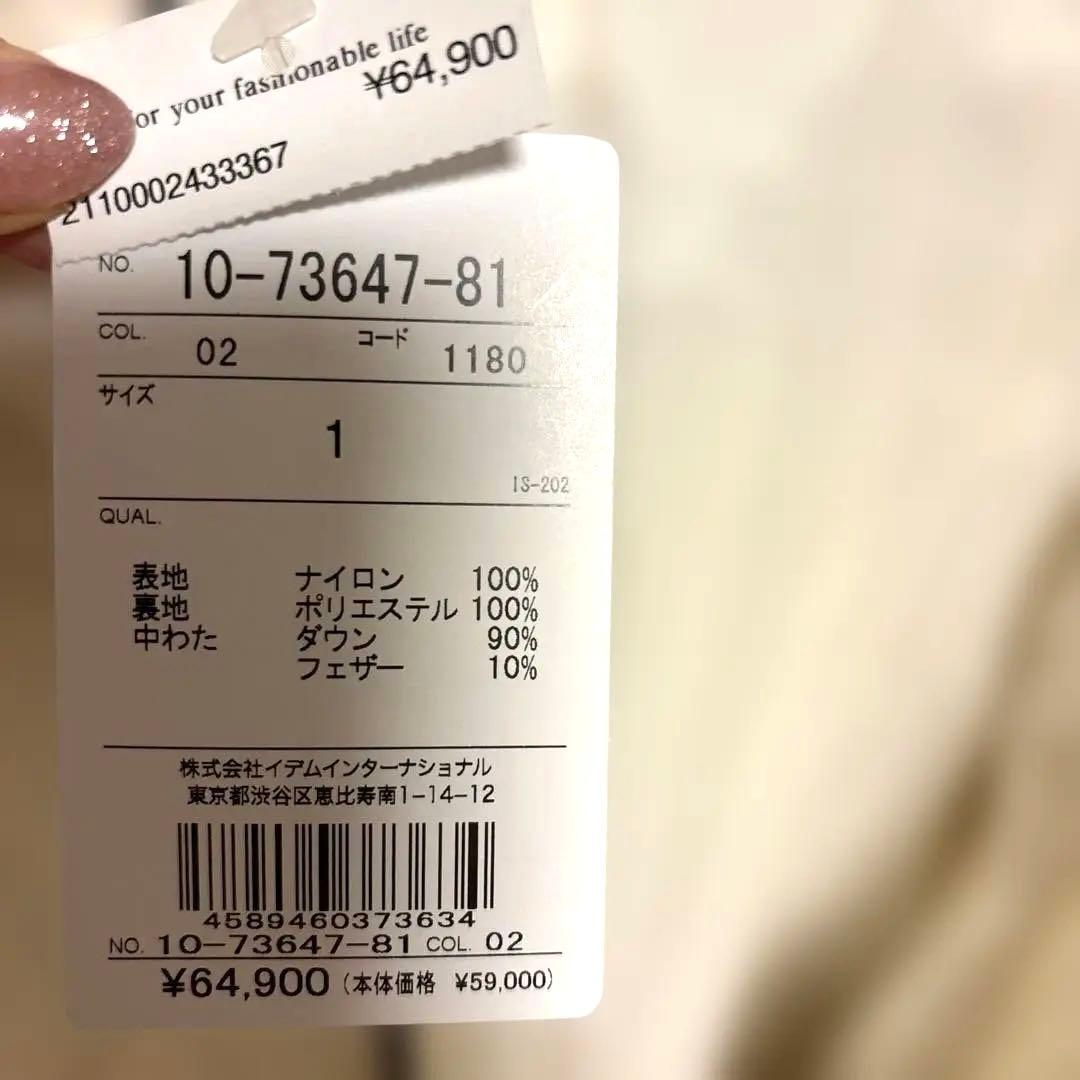 or your fashionable life
¥64,900
2110002433367
NO. 10-73647-81
COL. 02 コード 1180
サイズ
1
IS-202
QUAL.
表地 ナイロン 100%
裏地 ポリエステル 100%
中わた ダウン 90%
フェザー 10%
株式会社イデムインターナショナル
東京都渋谷区恵比寿南1-14-12
4589460373634
NO. 10-73647-81 COL. 02
¥64,900 (本体価格 ¥59,000)